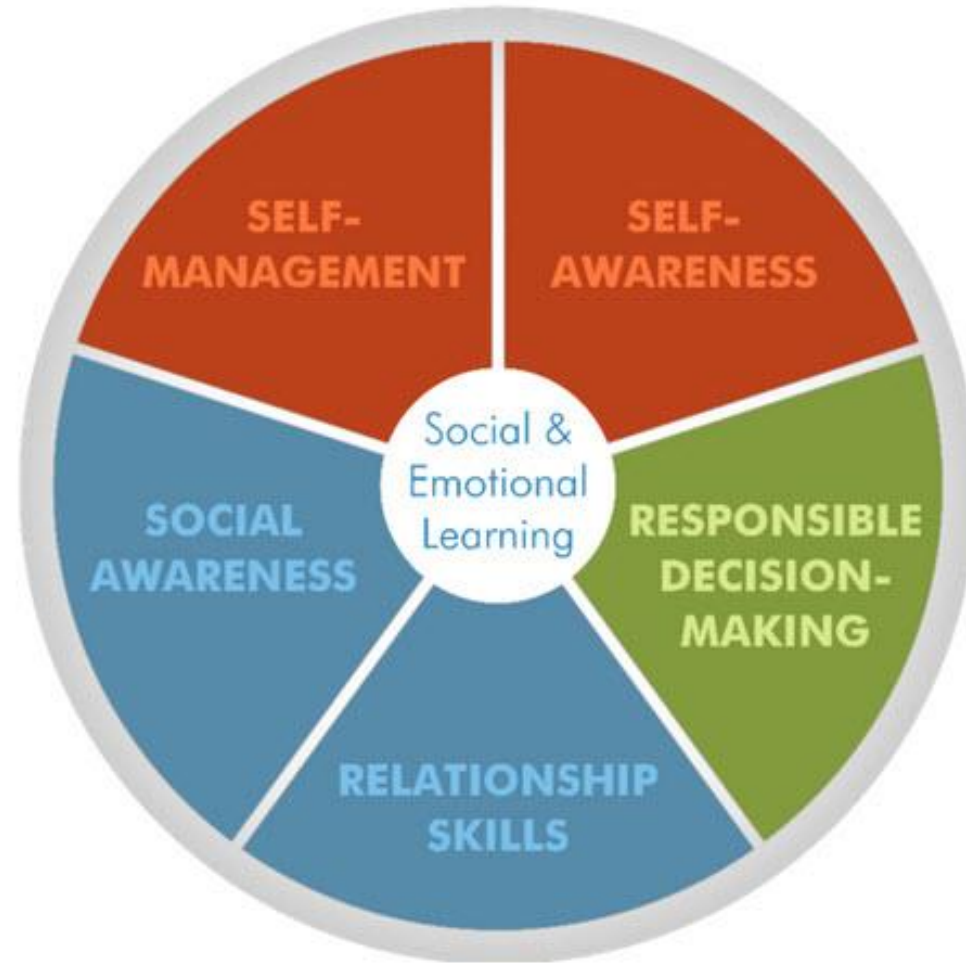 SELF-
MANAGEMENT
SELF-
AWARENESS
Social &
Emotional
Learning
SOCIAL
AWARENESS
RESPONSIBLE
DECISION-
MAKING
RELATIONSHIP
SKILLS